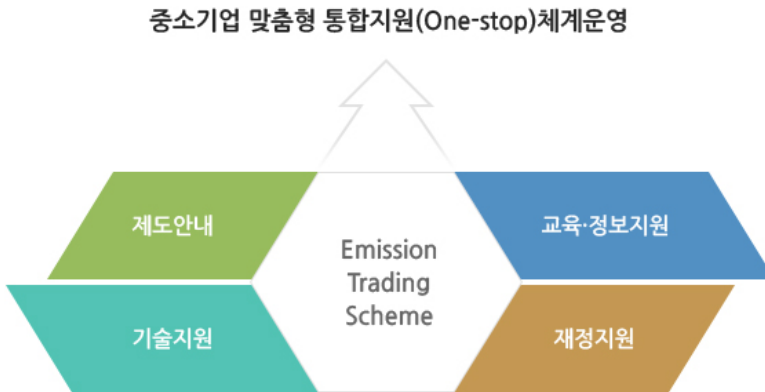 중소기업 맞춤형 통합지원(One-stop)체계운영
제도안내
교육·정보지원
Emission
Trading
Scheme
기술지원
재정지원